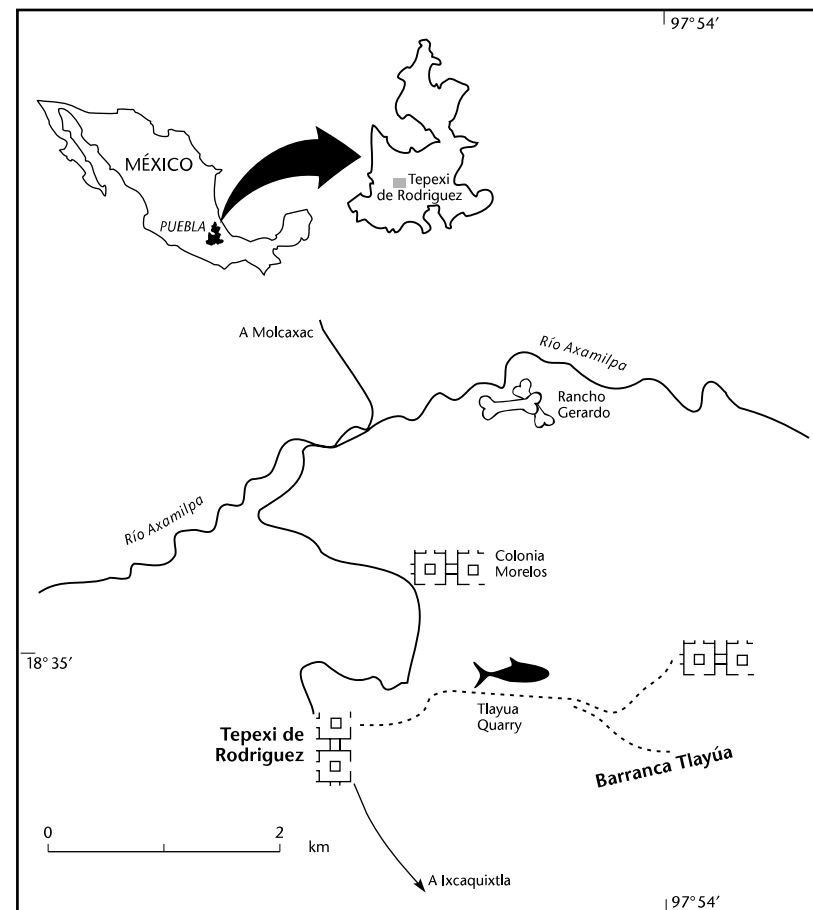 97°54′
MÉXICO
PUEBLA
Tepexi
de Rodriguez
A Molcaxac
Río Axamilpa
Rancho
Gerardo
Río Axamilpa
Colonia
Morelos
18°35′
Tlayua
Quarry
Tepexi de
Rodriguez
Barranca Tlayúa
0 2
km
A Ixcaquixtla
97°54′